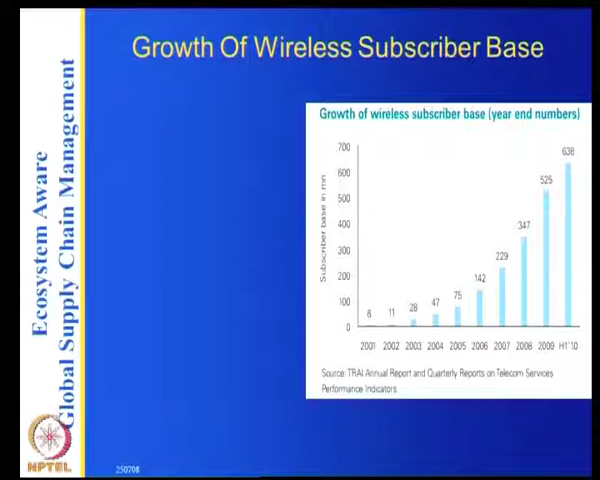 Growth Of Wireless Subscriber Base
Ecosystem Aware
Global Supply Chain Management
Growth of wireless subscriber base (year end numbers)
Subscriber base in mn
700
600
500
400
300
200
100
0
6 11 28 47 75 142 229 347 525 638
2001 2002 2003 2004 2005 2006 2007 2008 2009 H1'10
Source: TRAI Annual Report and Quarterly Reports on Telecom Services
Performance Indicators.
NPTEL
250708